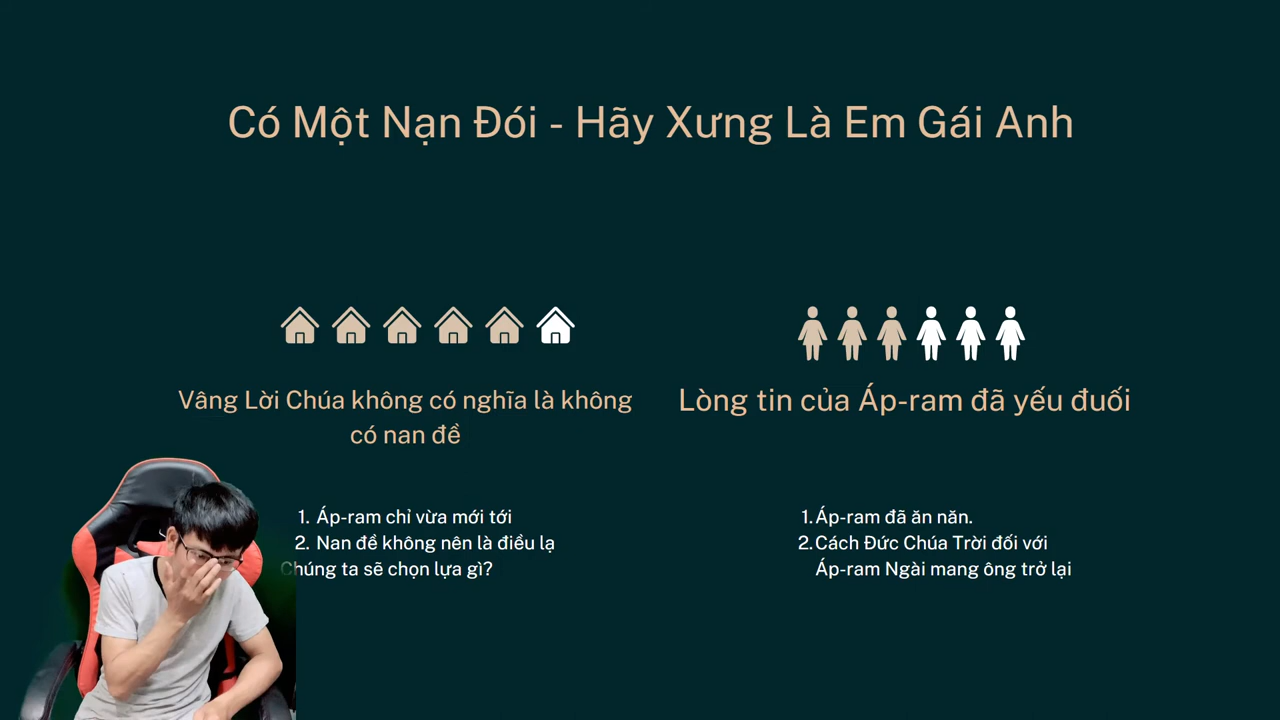 Có Một Nạn Đói - Hãy Xưng Là Em Gái Anh
Vâng Lời Chúa không có nghĩa là không
có nan đề
1. Áp-ram chỉ vừa mới tới
2. Nan đề không nên là điều lạ
Chúng ta sẽ chọn lựa gì?
Lòng tin của Áp-ram đã yếu đuối
1. Áp-ram đã ăn năn.
2. Cách Đức Chúa Trời đối với
Áp-ram Ngài mang ông trở lại